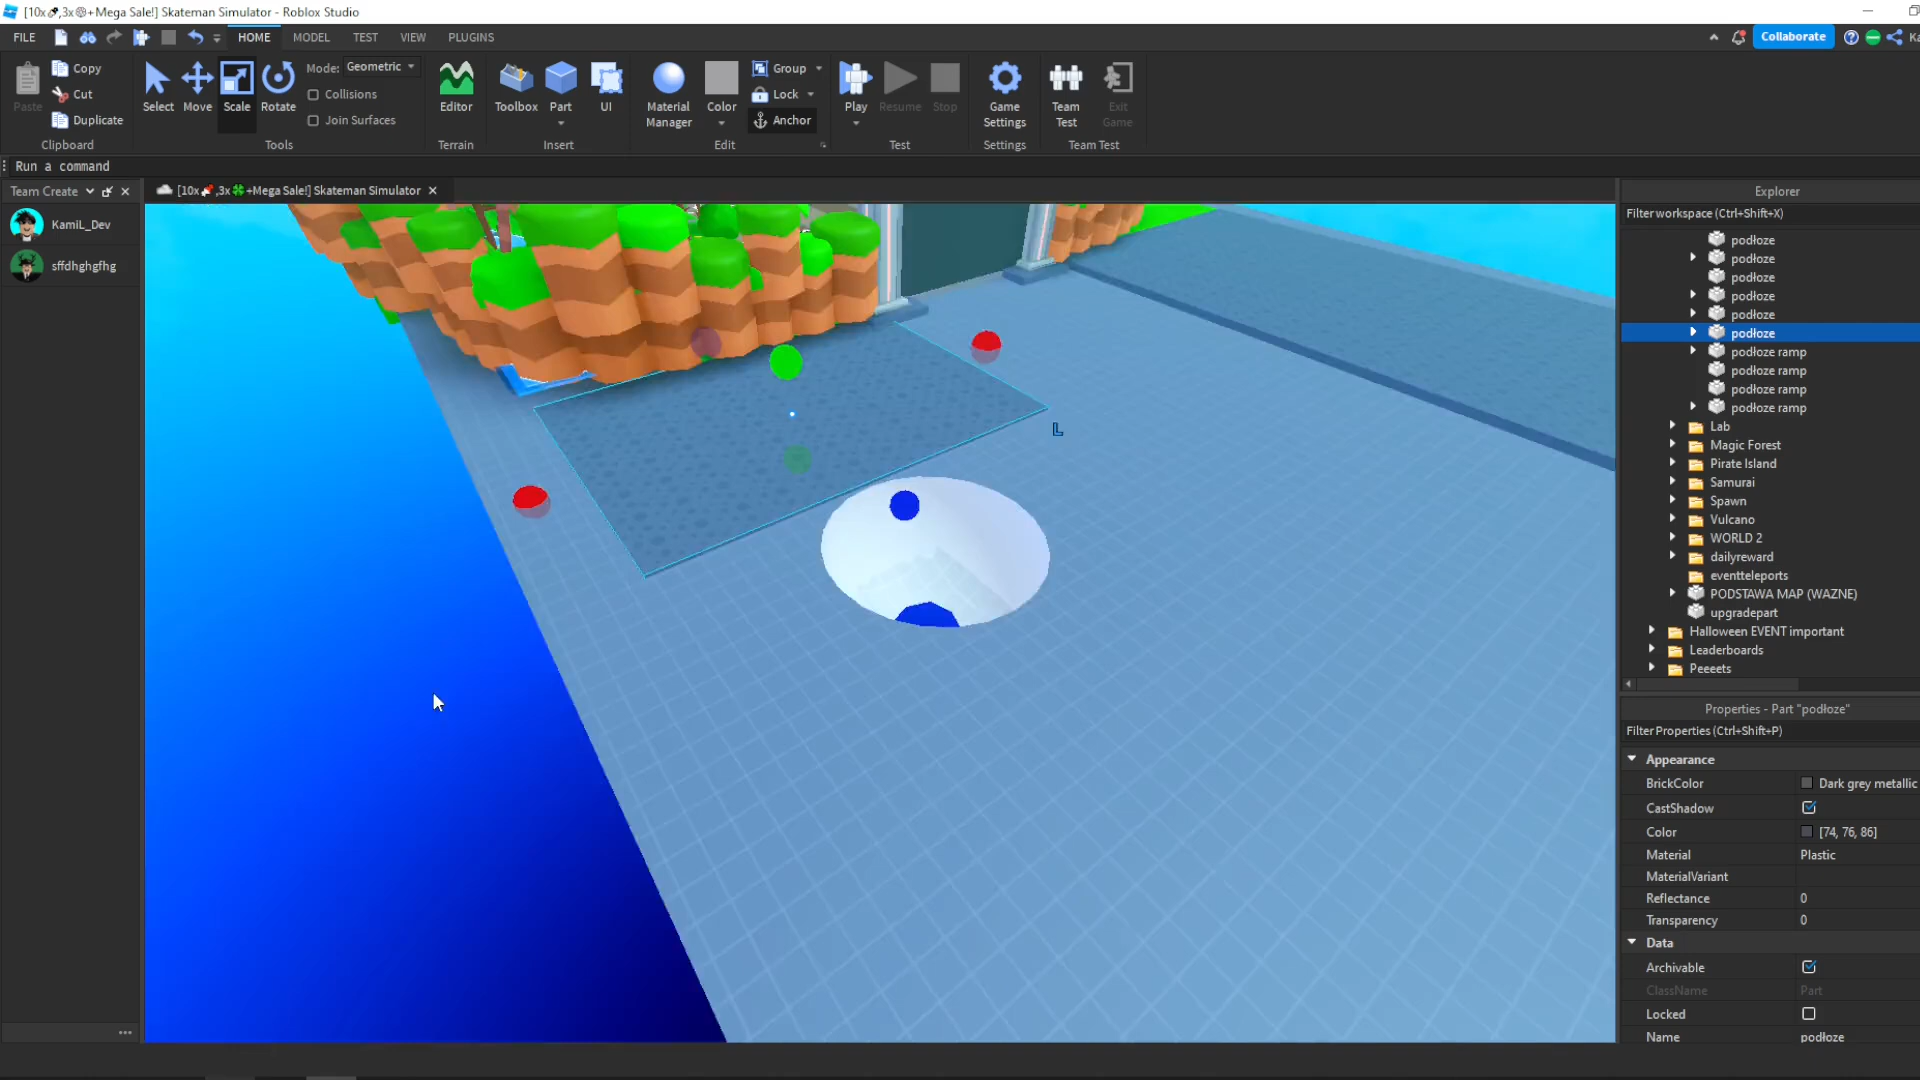 [10x🚀,3x🍀+Mega Sale!] Skateman Simulator - Roblox Studio
FILE HOME MODEL TEST VIEW PLUGINS Collaborate
Copy Mode: Geometric Group
Cut Collisions Lock
Duplicate Join Surfaces Anchor
Paste Select Move Scale Rotate Editor Toolbox Part UI Material Manager Color Play Resume Stop Game Settings Team Test Exit Game
Clipboard Tools Terrain Insert Edit Test Settings Team Test
Run a command
Team Create
[10x🚀,3x🍀+Mega Sale!] Skateman Simulator
KamiL_Dev
sffdhghgfhg
L
Explorer
Filter workspace (Ctrl+Shift+X)
podłoze
podłoze
podłoze
podłoze
podłoze
podłoze
podłoze ramp
podłoze ramp
podłoze ramp
podłoze ramp
Lab
Magic Forest
Pirate Island
Samurai
Spawn
Vulcano
WORLD 2
dailyreward
eventteleports
PODSTAWA MAP (WAZNE)
upgradepart
Halloween EVENT important
Leaderboards
Peeeets
Properties - Part "podłoze"
Filter Properties (Ctrl+Shift+P)
Appearance
BrickColor Dark grey metallic
CastShadow
Color [74, 76, 86]
Material Plastic
MaterialVariant
Reflectance 0
Transparency 0
Data
Archivable
ClassName Part
Locked
Name podłoze